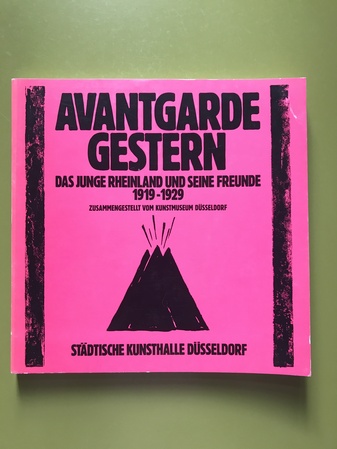 AVANTGARDE
GESTERN
DAS JUNGE RHEINLAND UND SEINE FREUNDE
1919-1929
ZUSAMMENGESTELLT VOM KUNSTMUSEUM DÜSSELDORF
STÄDTISCHE KUNSTHALLE DÜSSELDORF